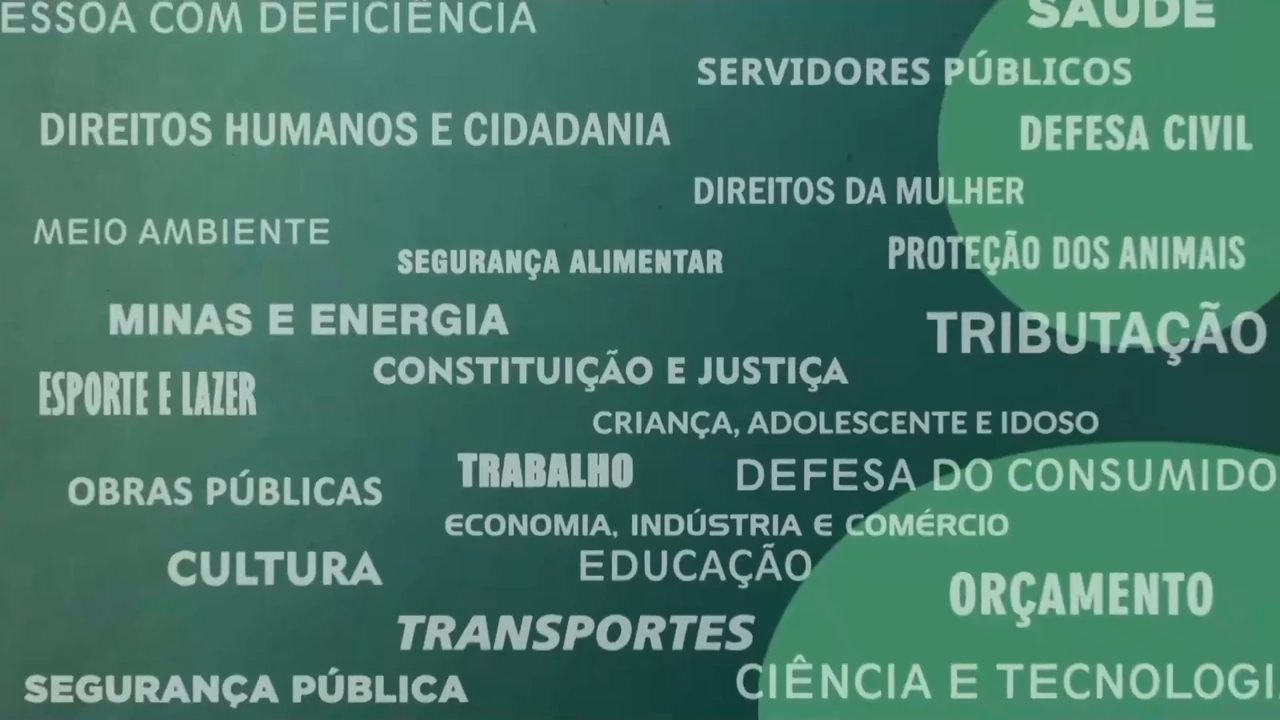 ESSOA COM DEFICIÊNCIA
SAÚDE
SERVIDORES PÚBLICOS
DIREITOS HUMANOS E CIDADANIA
DEFESA CIVIL
DIREITOS DA MULHER
MEIO AMBIENTE
SEGURANÇA ALIMENTAR
PROTEÇÃO DOS ANIMAIS
MINAS E ENERGIA
TRIBUTAÇÃO
CONSTITUIÇÃO E JUSTIÇA
ESPORTE E LAZER
CRIANÇA, ADOLESCENTE E IDOSO
TRABALHO
DEFESA DO CONSUMIDO
OBRAS PÚBLICAS
ECONOMIA, INDÚSTRIA E COMÉRCIO
CULTURA
EDUCAÇÃO
ORÇAMENTO
TRANSPORTES
CIÊNCIA E TECNOLOGI
SEGURANÇA PÚBLICA